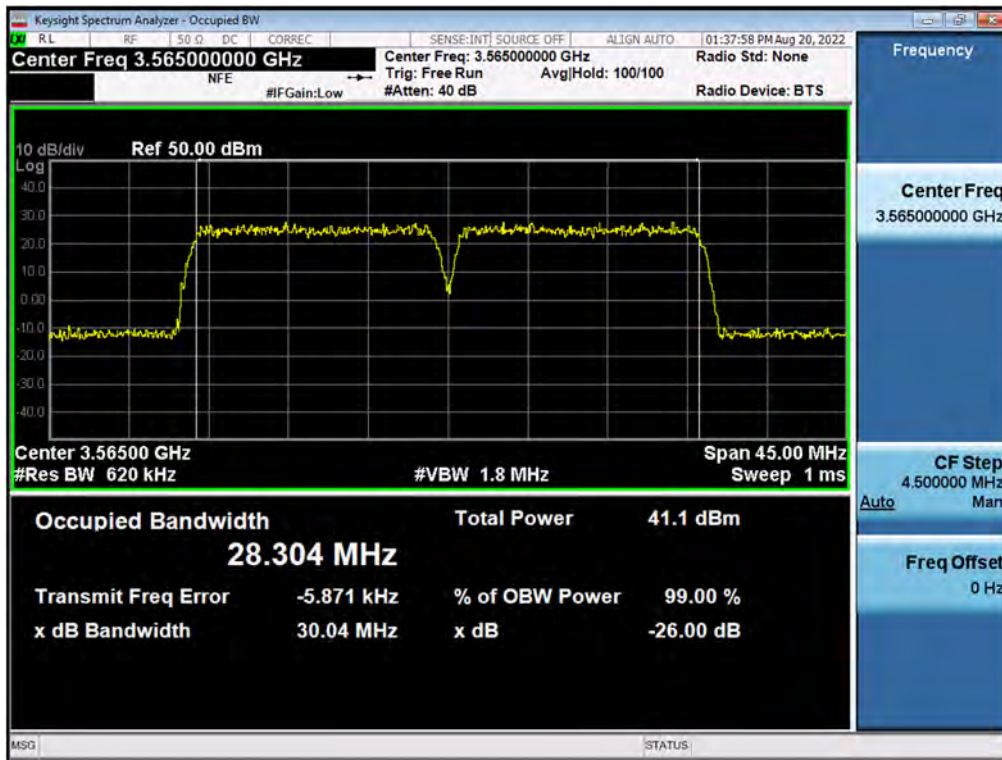 Keysight Spectrum Analyzer - Occupied BW
LXI RL RF 50 Ω DC CORREC SENSE:INT SOURCE OFF ALIGN AUTO 01:37:58 PM Aug 20, 2022
Center Freq 3.565000000 GHz
NFE
#IFGain:Low
Center Freq: 3.565000000 GHz
Trig: Free Run Avg|Hold: 100/100
#Atten: 40 dB
Radio Std: None
Radio Device: BTS
10 dB/div Ref 50.00 dBm
Log
40.0
30.0
20.0
10.0
0.00
-10.0
-20.0
-30.0
-40.0
Center 3.56500 GHz Span 45.00 MHz
#Res BW 620 kHz #VBW 1.8 MHz Sweep 1 ms
Occupied Bandwidth Total Power 41.1 dBm
28.304 MHz
Transmit Freq Error -5.871 kHz % of OBW Power 99.00 %
x dB Bandwidth 30.04 MHz x dB -26.00 dB
MSG STATUS
Frequency
Center Freq
3.565000000 GHz
CF Step
4.500000 MHz
Auto Man
Freq Offset
0 Hz